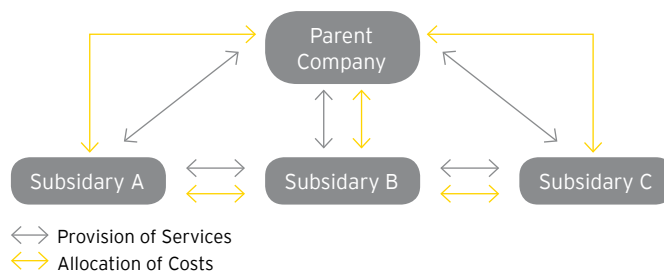 Parent
Company
Subsidary A
Subsidary B
Subsidary C
Provision of Services
Allocation of Costs